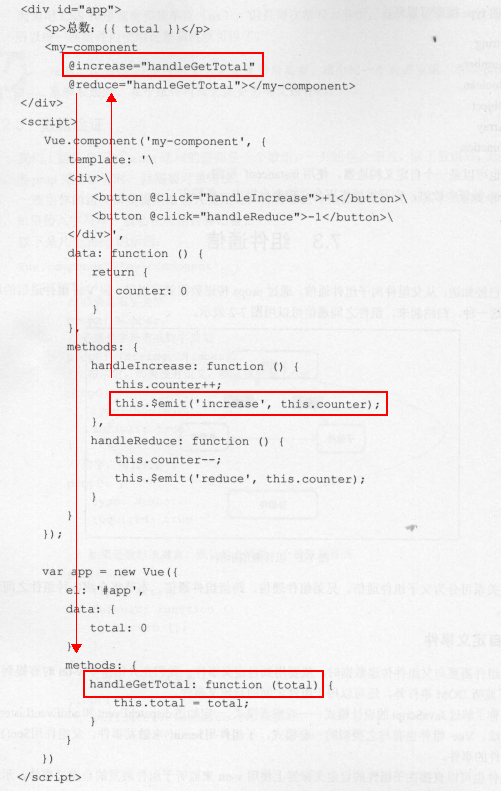 <div id="app">
<p>总数: {{ total }}</p>
<my-component
@increase="handleGetTotal"
@reduce="handleGetTotal"></my-component>
</div>
<script>
Vue.component('my-component', {
template: '\
<div>\
<button @click="handleIncrease">+1</button>\
<button @click="handleReduce">-1</button>\
</div>',
data: function () {
return {
counter: 0
}
},
methods: {
handleIncrease: function () {
this.counter++;
this.$emit('increase', this.counter);
},
handleReduce: function () {
this.counter--;
this.$emit('reduce', this.counter);
}
}
});
var app = new Vue({
el: '#app',
data: {
total: 0
},
methods: {
handleGetTotal: function (total) {
this.total = total;
}
}
})
</script>